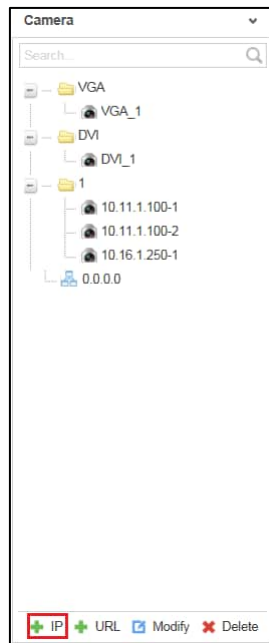 Camera
Search...
VGA
VGA_1
DVI
DVI_1
1
10.11.1.100-1
10.11.1.100-2
10.16.1.250-1
0.0.0.0
IP URL Modify Delete